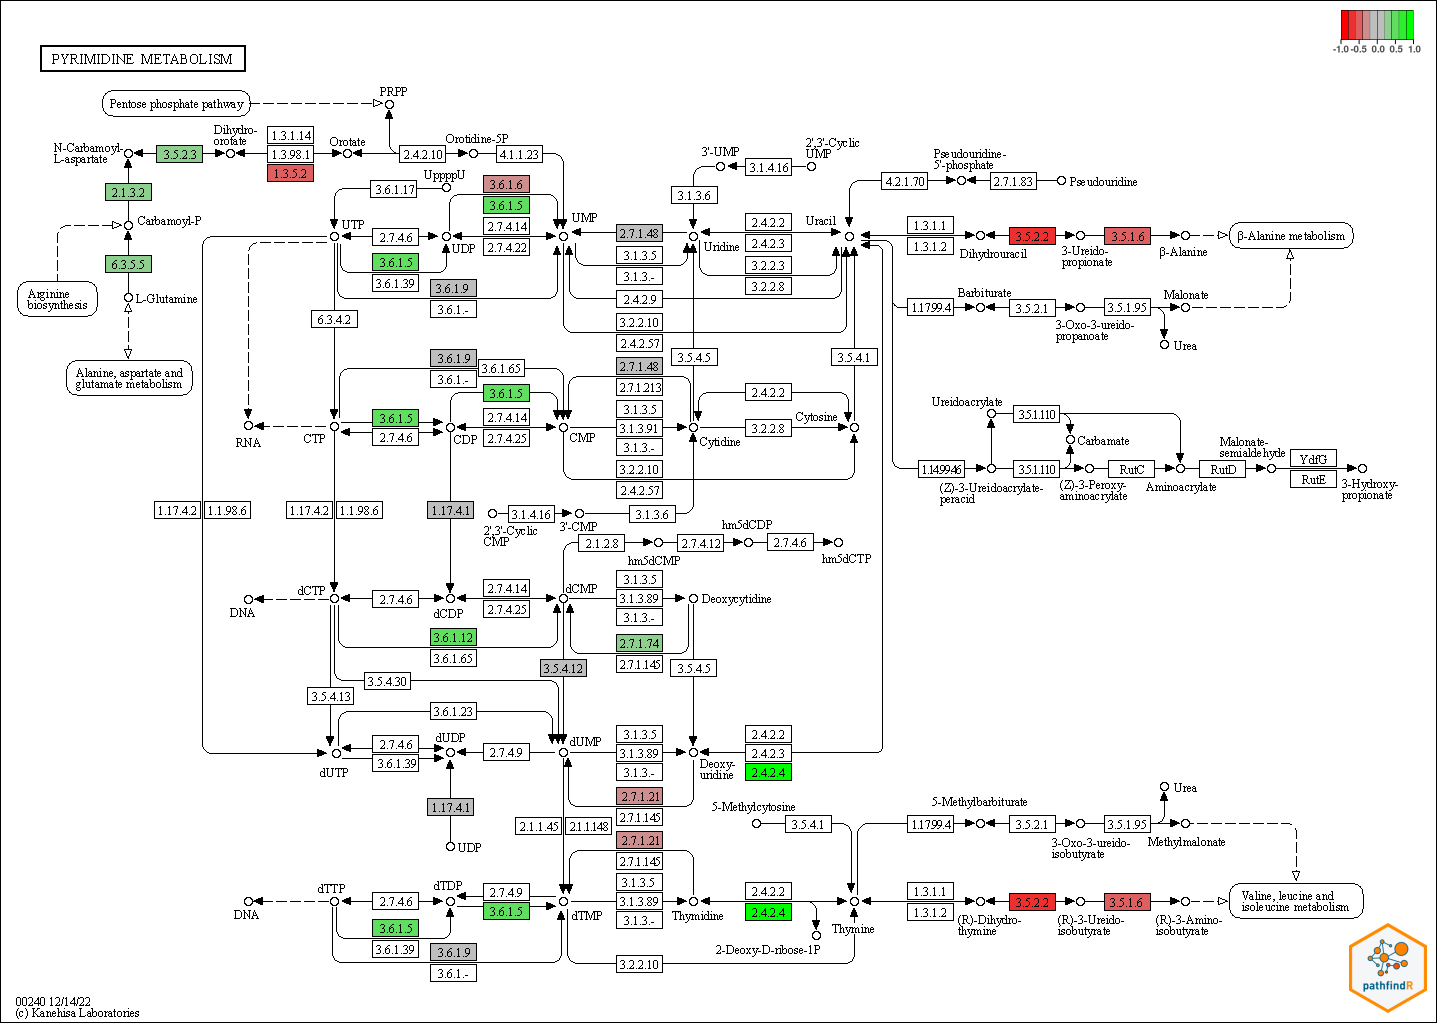 -1.0 -0.5 0.0 0.5 1.0
PYRIMIDINE METABOLISM
Pentose phosphate pathway
PRPP
N-Carbamoyl-
L-aspartate
3.5.2.3
Dihydro-
orotate
1.3.1.14
1.3.98.1
1.3.5.2
Orotate
2.4.2.10
Orotidine-5P
4.1.1.23
2.1.3.2
Carbamoyl-P
6.3.5.5
L-Glutamine
Arginine
biosynthesis
Alanine, aspartate and
glutamate metabolism
UppppU
3.6.1.17
3.6.1.6
3.6.1.5
2.7.4.14
2.7.4.22
UTP
2.7.4.6
UDP
3.6.1.5
3.6.1.39
3.6.1.9
3.6.1.-
UMP
2.7.1.48
3.1.3.5
3.1.3.-
2.4.2.9
3.2.2.10
2.4.2.57
3'-UMP
3.1.4.16
2',3'-Cyclic
UMP
3.1.3.6
Uridine
2.4.2.2
2.4.2.3
3.2.2.3
3.2.2.8
Uracil
4.2.1.70
Pseudouridine-
5'-phosphate
2.7.1.83
Pseudouridine
1.3.1.1
1.3.1.2
Dihydrouracil
3.5.2.2
3-Ureido-
propionate
3.5.1.6
β-Alanine
β-Alanine metabolism
1.1.799.4
Barbiturate
3.5.2.1
3-Oxo-3-ureido-
propanoate
3.5.1.95
Malonate
Urea
6.3.4.2
3.6.1.9
3.6.1.-
3.6.1.65
3.6.1.5
2.7.4.14
2.7.4.25
RNA
CTP
3.6.1.5
2.7.4.6
CDP
CMP
2.7.1.48
2.7.1.213
3.1.3.5
3.1.3.91
3.1.3.-
3.2.2.10
2.4.2.57
3.5.4.5
Cytidine
2.4.2.2
3.2.2.8
Cytosine
3.5.4.1
Ureidoacrylate
3.5.1.110
Carbamate
1.14.99.46
(Z)-3-Ureidoacrylate-
peracid
3.5.1.110
(Z)-3-Peroxy-
aminoacrylate
RutC
Aminoacrylate
RutD
Malonate-
semialdehyde
YdfG
RutE
3-Hydroxy-
propionate
1.17.4.2
1.1.98.6
1.17.4.2
1.1.98.6
1.17.4.1
2',3'-Cyclic
CMP
3.1.4.16
3'-CMP
3.1.3.6
2.1.2.8
hm5dCMP
2.7.4.12
hm5dCDP
2.7.4.6
hm5dCTP
DNA
dCTP
2.7.4.6
dCDP
2.7.4.14
2.7.4.25
dCMP
3.1.3.5
3.1.3.89
3.1.3.-
Deoxycytidine
3.6.1.12
3.6.1.65
2.7.1.74
2.7.1.145
3.5.4.12
3.5.4.5
3.5.4.30
3.5.4.13
3.6.1.23
dUTP
2.7.4.6
3.6.1.39
dUDP
2.7.4.9
dUMP
3.1.3.5
3.1.3.89
3.1.3.-
Deoxy-
uridine
2.4.2.2
2.4.2.3
2.4.2.4
1.17.4.1
UDP
2.7.1.21
2.7.1.145
2.1.1.45
2.1.1.148
2.7.1.21
2.7.1.145
5-Methylcytosine
3.5.4.1
5-Methylbarbiturate
1.1.799.4
3.5.2.1
3-Oxo-3-ureido-
isobutyrate
3.5.1.95
Urea
Methylmalonate
DNA
dTTP
2.7.4.6
dTDP
2.7.4.9
3.6.1.5
dTMP
3.1.3.5
3.1.3.89
3.1.3.-
Thymidine
2.4.2.2
2.4.2.4
2-Deoxy-D-ribose-1P
Thymine
3.6.1.5
3.6.1.39
3.6.1.9
3.6.1.-
3.2.2.10
1.3.1.1
1.3.1.2
(R)-Dihydro-
thymine
3.5.2.2
(R)-3-Ureido-
isobutyrate
3.5.1.6
(R)-3-Amino-
isobutyrate
Valine, leucine and
isoleucine metabolism
pathfindR
00240 12/14/22
(c) Kanehisa Laboratories